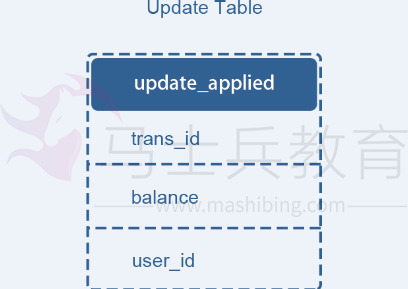 Update Table
update_applied
trans_id
马士兵教育
balance
www.mashibing.com
user_id